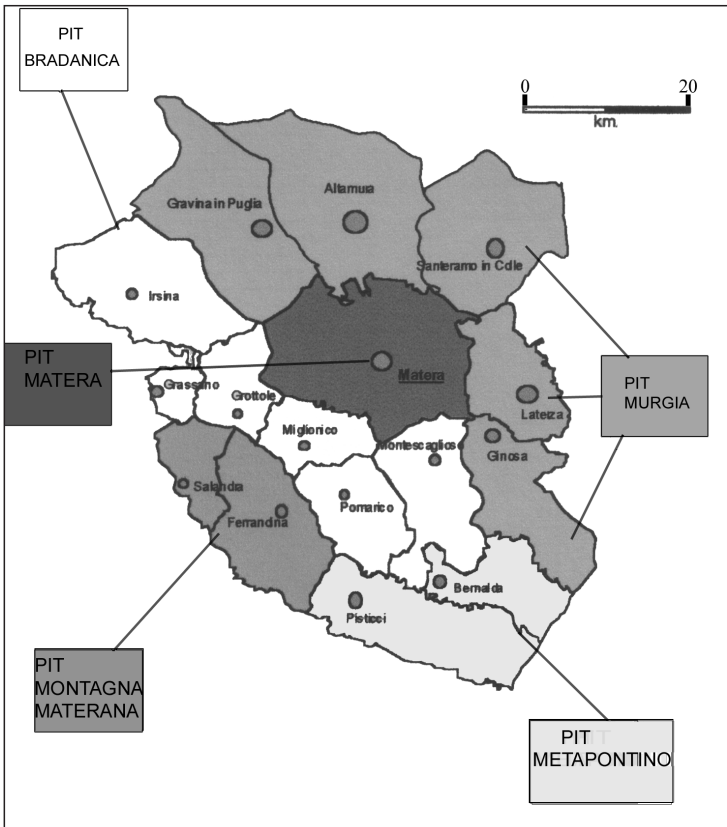 PIT
BRADANICA
0 20
km.
Altamura
Gravina in Puglia
Santeramo in Colle
Irsina
PIT
MATERA
Matera
PIT
MURGIA
Grassano
Grottole
Laterza
Miglionico
Montescaglioso
Ginosa
Salandra
Pomarico
Ferrandina
Bernalda
Pisticci
PIT
MONTAGNA
MATERANA
PIT
METAPONTINO